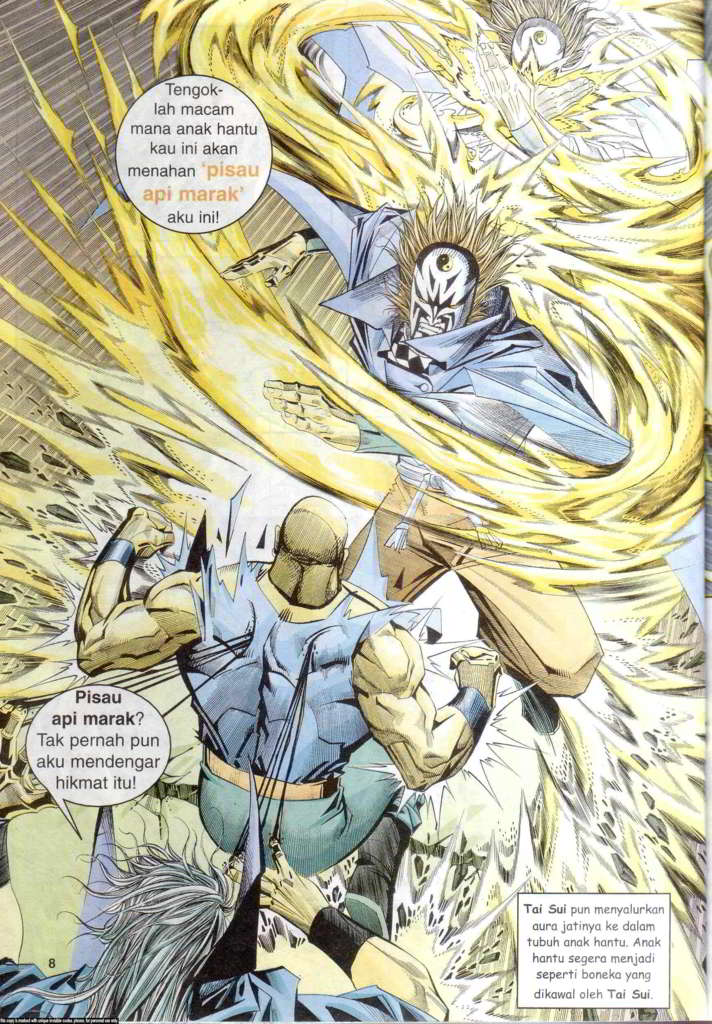 Tengok-
lah macam
mana anak hantu
kau ini akan
menahan ‘pisau
api marak’
aku ini!
Pisau
api marak?
Tak pernah pun
aku mendengar
hikmat itu!
Tai Sui pun menyalurkan
aura jatinya ke dalam
tubuh anak hantu. Anak
hantu segera menjadi
seperti boneka yang
dikawal oleh Tai Sui.
8